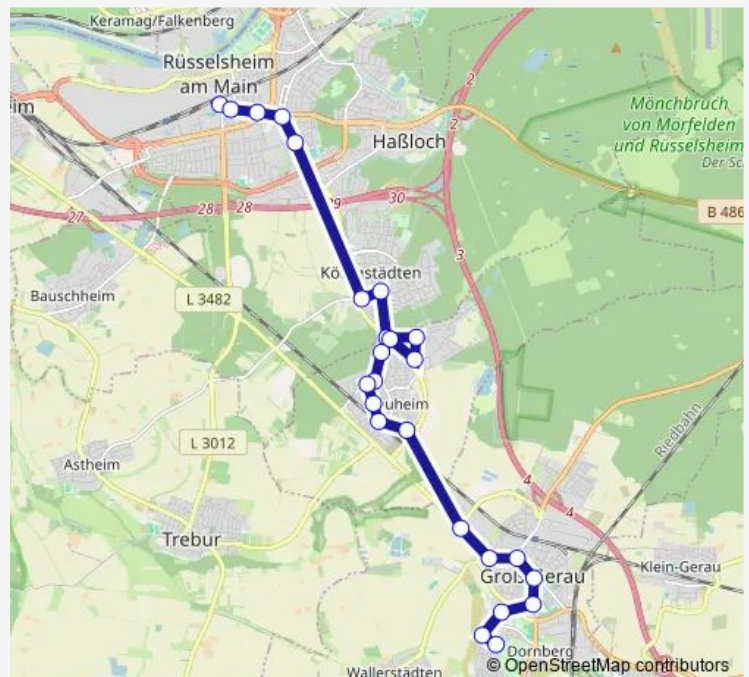 Keramag/Falkenberg
Rüsselsheim
am Main
2
2
Mönchbruch
von Mörfelden
und Rüsselsheim
Haßloch
27
28
28
30
3
B 486
L 3482
Bauschheim
L 3012
Astheim
Trebur
Riedbahn
4
4
Klein-Gerau
Dornberg
Wallerstädten
© OpenStreetMap contributors